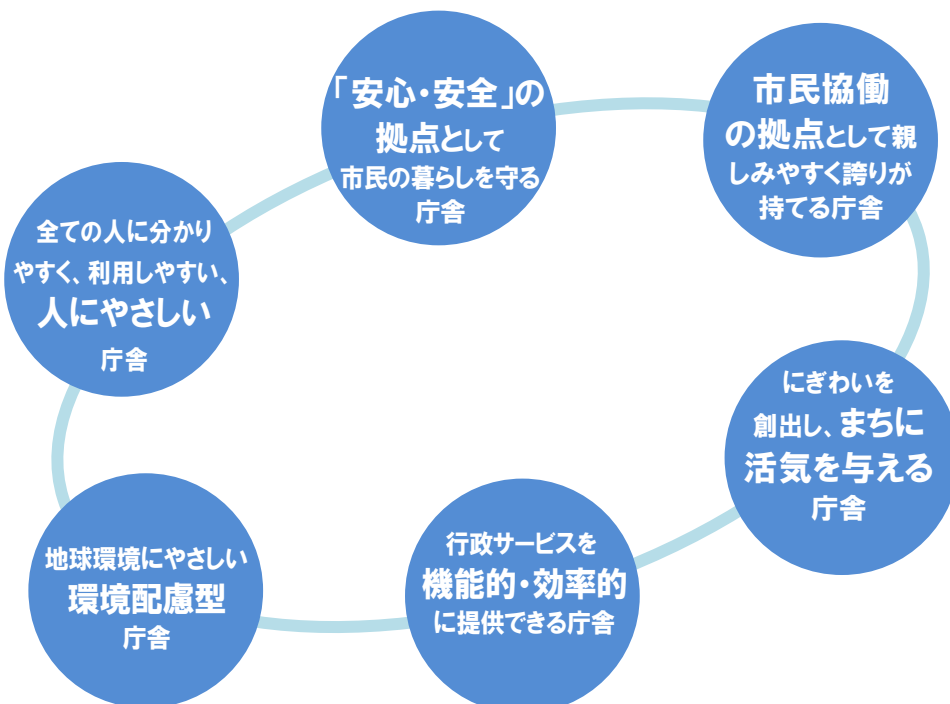 「安心・安全」の
拠点として
市民の暮らしを守る
庁舎
市民協働
の拠点として親
しみやすく誇りが
持てる庁舎
全ての人に分かり
やすく、利用しやすい、
人にやさしい
庁舎
にぎわいを
創出し、まちに
活気を与える
庁舎
地球環境にやさしい
環境配慮型
庁舎
行政サービスを
機能的・効率的
に提供できる庁舎